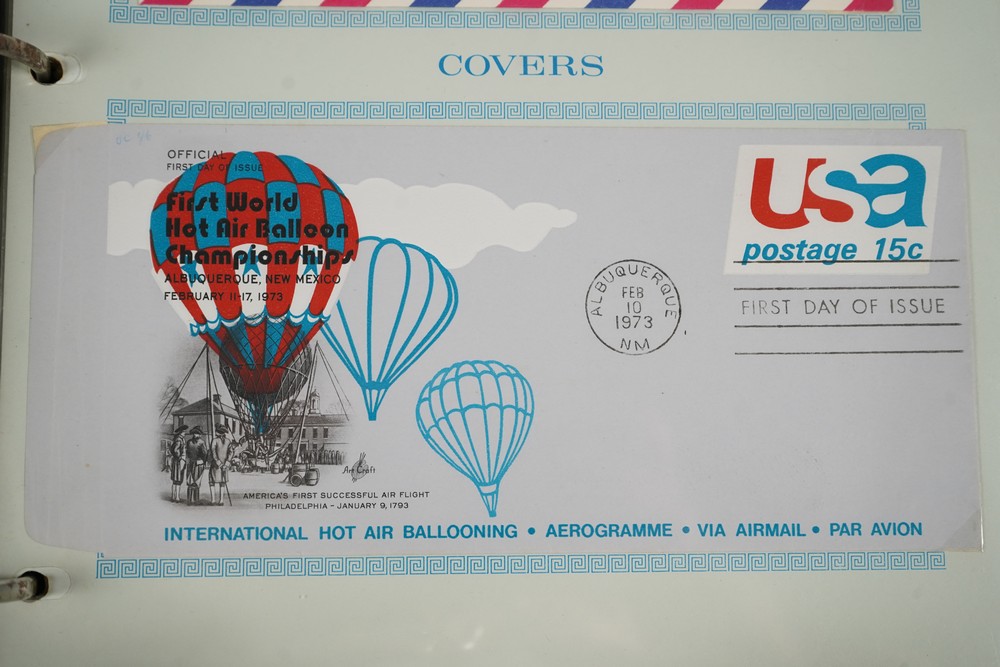 COVERS
OFFICIAL
FIRST DAY OF ISSUE
First World
Hot Air Balloon
Championships
ALBUQUERQUE, NEW MEXICO
FEBRUARY 11-17, 1973
usa
postage 15c
ALBUQUERQUE
FEB
10
1973
NM
FIRST DAY OF ISSUE
Art Craft
AMERICA'S FIRST SUCCESSFUL AIR FLIGHT
PHILADELPHIA – JANUARY 9, 1793
INTERNATIONAL HOT AIR BALLOONING • AEROGRAMME • VIA AIRMAIL • PAR AVION